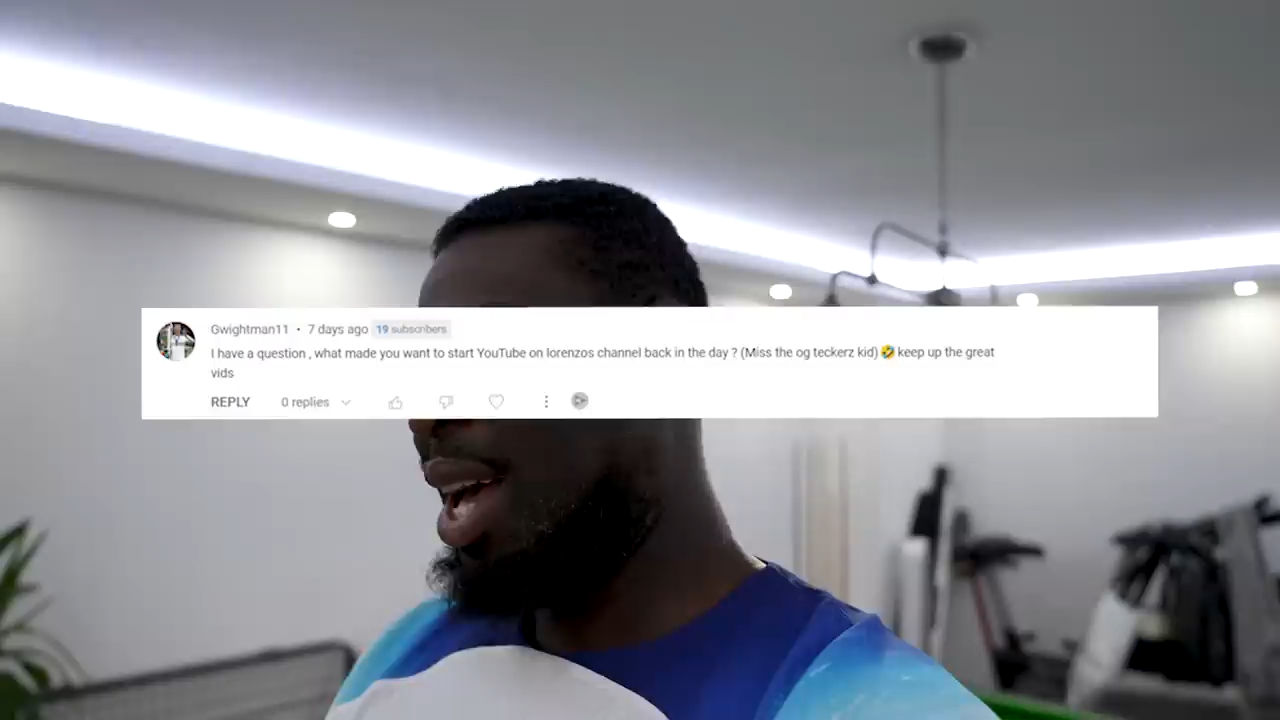 Gwightman11 • 7 days ago 19 subscribers
I have a question , what made you want to start YouTube on lorenzos channel back in the day ? (Miss the og teckerz kid) 🤣 keep up the great
vids
REPLY 0 replies